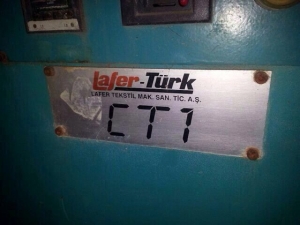 Lafer-Türk
LAFER TEKSTİL MAK. SAN. TİC. A.Ş.
CT1